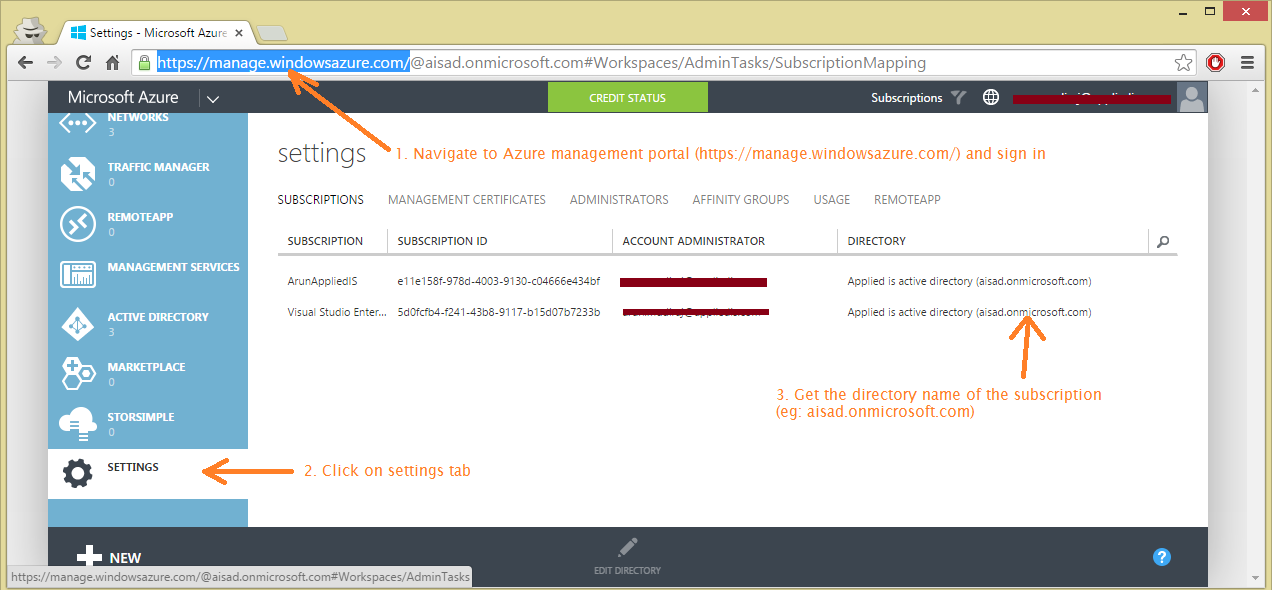 Settings - Microsoft Azure
https://manage.windowsazure.com/@aisad.onmicrosoft.com#Workspaces/AdminTasks/SubscriptionMapping
Microsoft Azure
CREDIT STATUS
Subscriptions
NETWORKS
3
TRAFFIC MANAGER
0
REMOTEAPP
0
MANAGEMENT SERVICES
ACTIVE DIRECTORY
3
MARKETPLACE
0
STORSIMPLE
0
SETTINGS
settings
1. Navigate to Azure management portal (https://manage.windowsazure.com/) and sign in
SUBSCRIPTIONS MANAGEMENT CERTIFICATES ADMINISTRATORS AFFINITY GROUPS USAGE REMOTEAPP
SUBSCRIPTION SUBSCRIPTION ID ACCOUNT ADMINISTRATOR DIRECTORY
ArunAppliedIS e11e158f-978d-4003-9130-c04666e434bf Applied is active directory (aisad.onmicrosoft.com)
Visual Studio Enter... 5d0fcfb4-f241-43b8-9117-b15d07b7233b Applied is active directory (aisad.onmicrosoft.com)
3. Get the directory name of the subscription
(eg: aisad.onmicrosoft.com)
2. Click on settings tab
NEW
EDIT DIRECTORY
?
https://manage.windowsazure.com/@aisad.onmicrosoft.com#Workspaces/AdminTasks